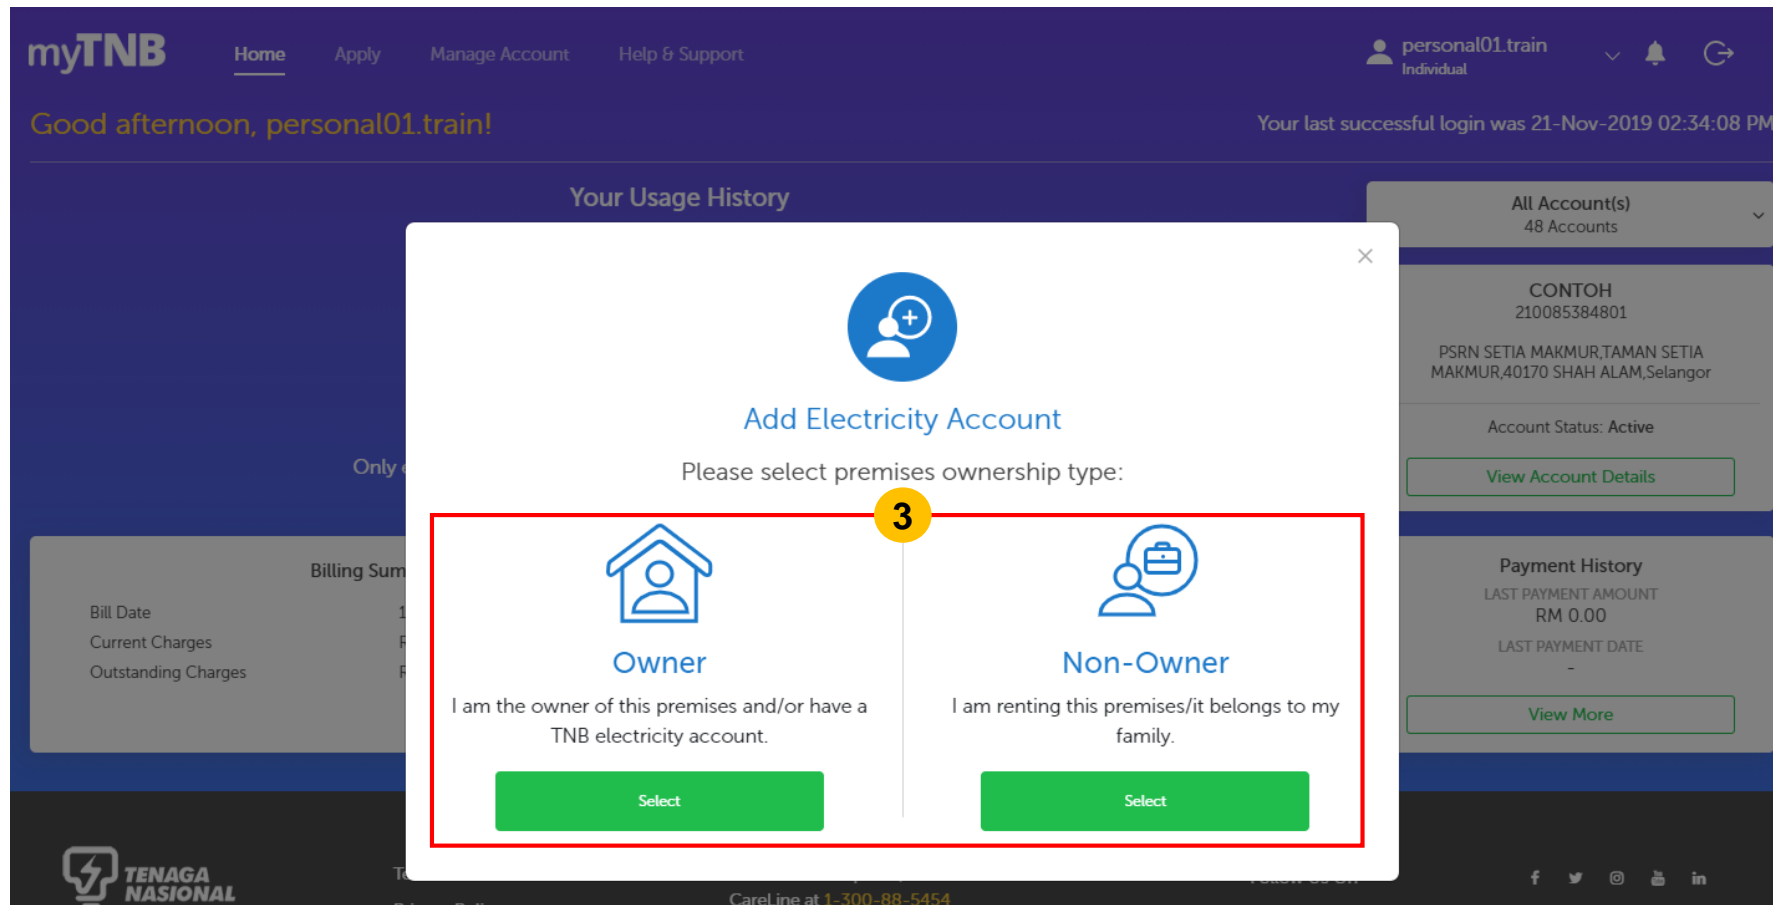 myTNB
Home
Apply
Manage Account
Help & Support
personal01.train
Individual
Good afternoon, personal01.train!
Your last successful login was 21-Nov-2019 02:34:08 PM
Your Usage History
All Account(s)
48 Accounts
CONTOH
210085384801
PSRN SETIA MAKMUR,TAMAN SETIA
MAKMUR,40170 SHAH ALAM,Selangor
Account Status: Active
View Account Details
Add Electricity Account
Please select premises ownership type:
Only
3
Owner
I am the owner of this premises and/or have a
TNB electricity account.
Select
Non-Owner
I am renting this premises/it belongs to my
family.
Select
Billing Sum
Bill Date
Current Charges
Outstanding Charges
Payment History
LAST PAYMENT AMOUNT
RM 0.00
LAST PAYMENT DATE
-
View More
TENAGA
NASIONAL
CareLine at 1-300-88-5454